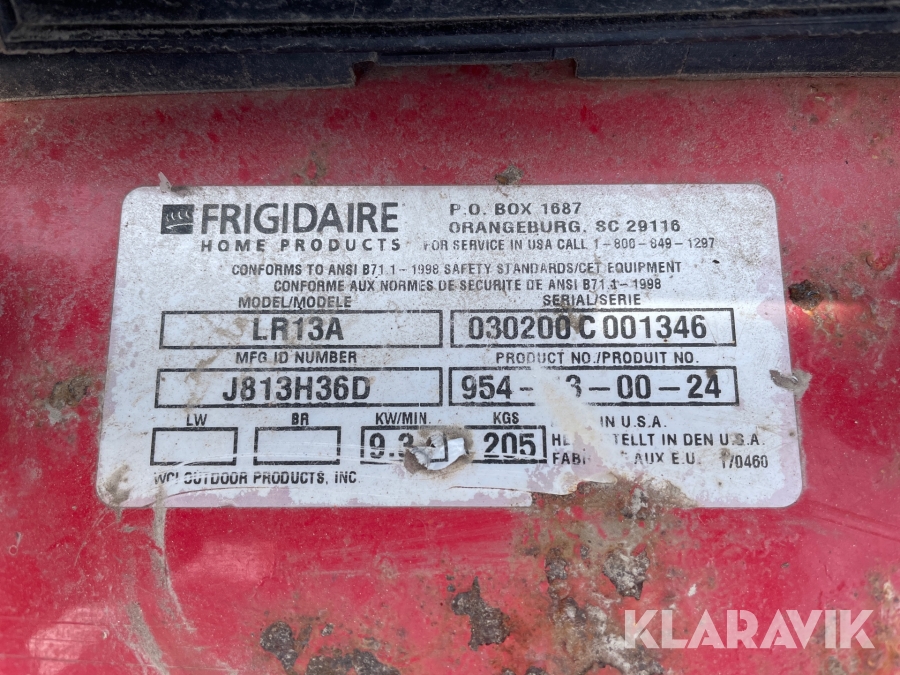 FRIGIDAIRE
HOME PRODUCTS
P.O. BOX 1687
ORANGEBURG, SC 29116
FOR SERVICE IN USA CALL 1-800-849-1297
CONFORMS TO ANSI B71.1-1998 SAFETY STANDARDS/CET EQUIPMENT
CONFORME AUX NORMES DE SECURITE DE ANSI B71.1-1998
MODEL/MODELE SERIAL/SERIE
LR13A 030200 C 001346
MFG ID NUMBER PRODUCT NO./PRODUIT NO.
J813H36D
LW BR KW/MIN KGS
205
IN U.S.A.
IN DEN U.S.A.
AUX E.U. 170460
WCI OUTDOOR PRODUCTS, INC.
KLARAVIK